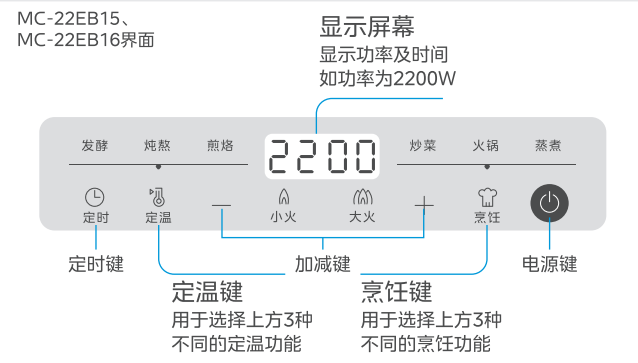 MC-22EB15、
MC-22EB16界面
显示屏幕
显示功率及时间
如功率为2200W
发酵 炖熬 煎烙 2200 炒菜 火锅 蒸煮
定时 定温 小火 大火 烹饪
定时键 加减键 电源键
定温键
用于选择上方3种
不同的定温功能
烹饪键
用于选择上方3种
不同的烹饪功能